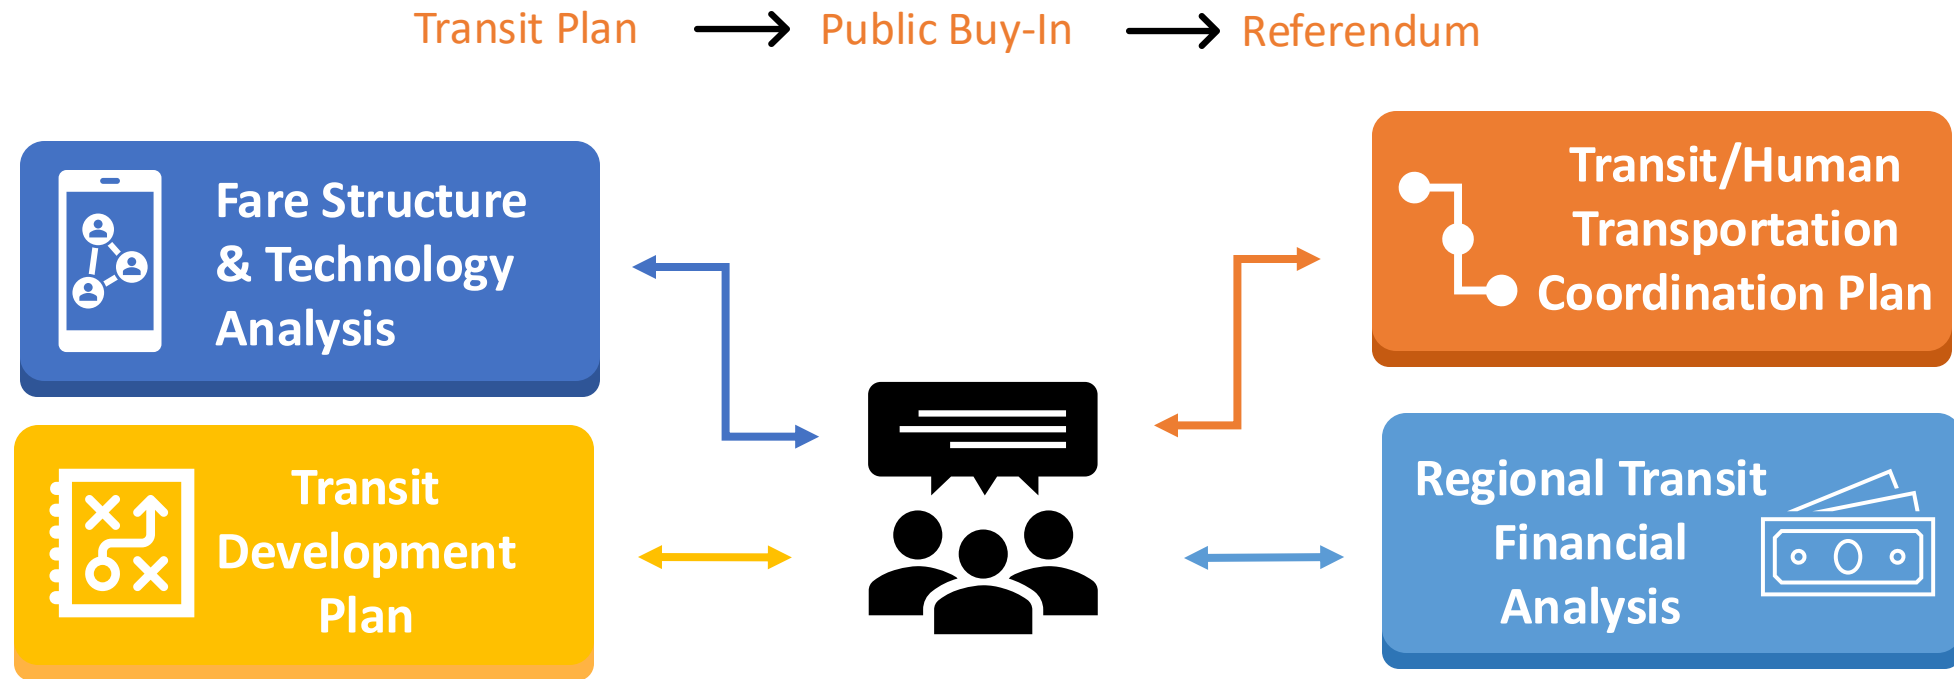 Transit Plan
Public Buy-In
Referendum
Fare Structure
& Technology
Analysis
Transit/Human
Transportation
Coordination Plan
Transit
Development
Plan
Regional Transit
Financial
Analysis